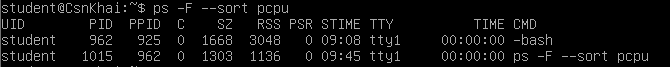 student@CsnKhai:~$ ps -F --sort pcpu
UID PID PPID C SZ RSS PSR STIME TTY TIME CMD
student 962 925 0 1668 3048 0 09:08 tty1 00:00:00 -bash
student 1015 962 0 1303 1136 0 09:45 tty1 00:00:00 ps -F --sort pcpu